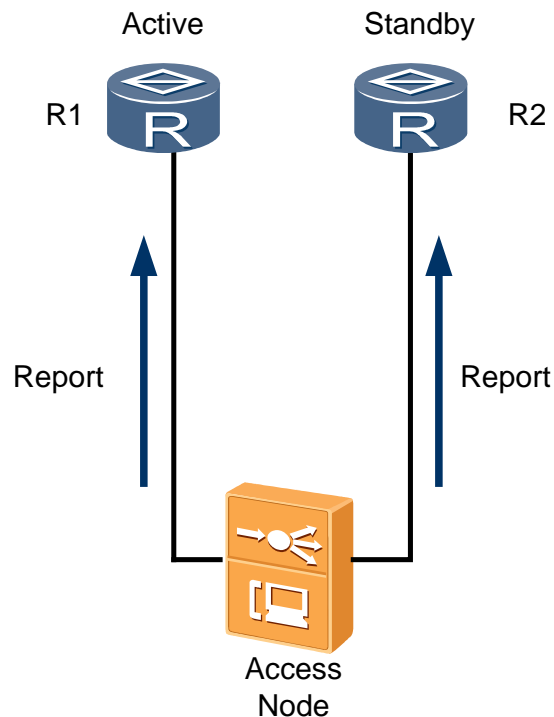 Active
Standby
R1
R
R
R2
Report
Report
Access
Node